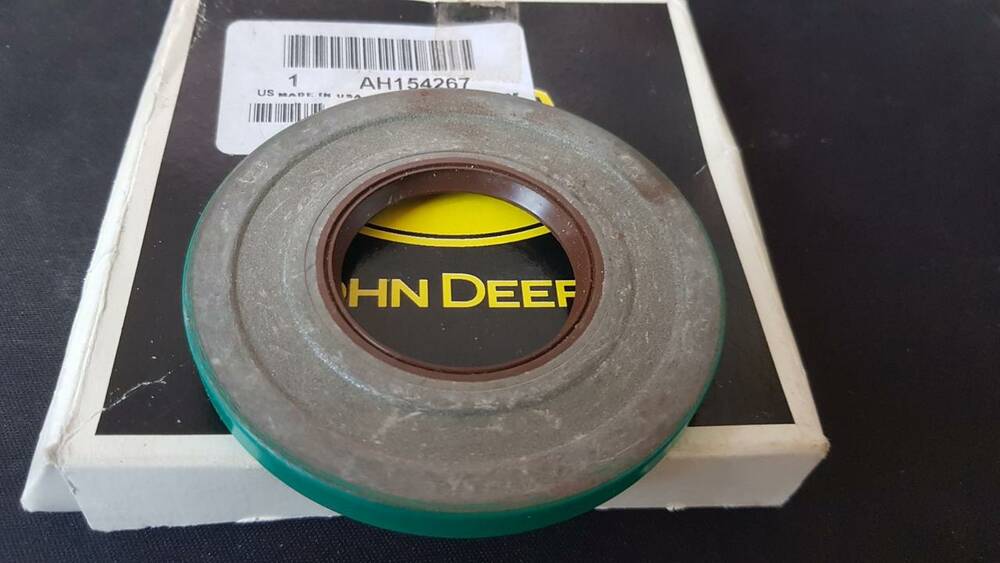 1 AH154267
US MADE IN USA
OHN DEER